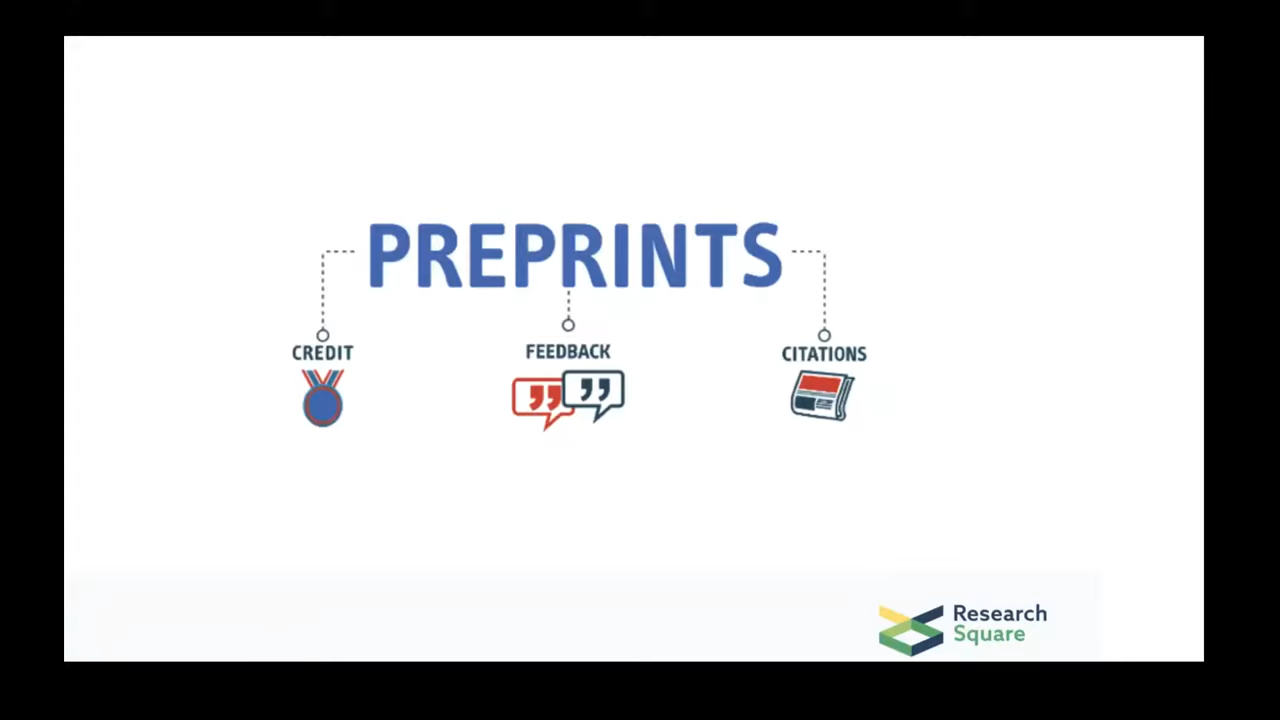 PREPRINTS
CREDIT
FEEDBACK
CITATIONS
Research
Square